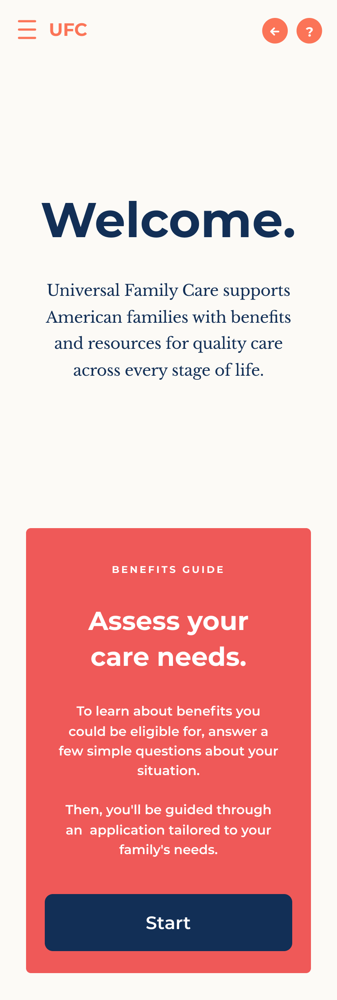 UFC
?
Welcome.
Universal Family Care supports
American families with benefits
and resources for quality care
across every stage of life.
BENEFITS GUIDE
Assess your
care needs.
To learn about benefits you
could be eligible for, answer a
few simple questions about your
situation.
Then, you'll be guided through
an  application tailored to your
family's needs.
Start